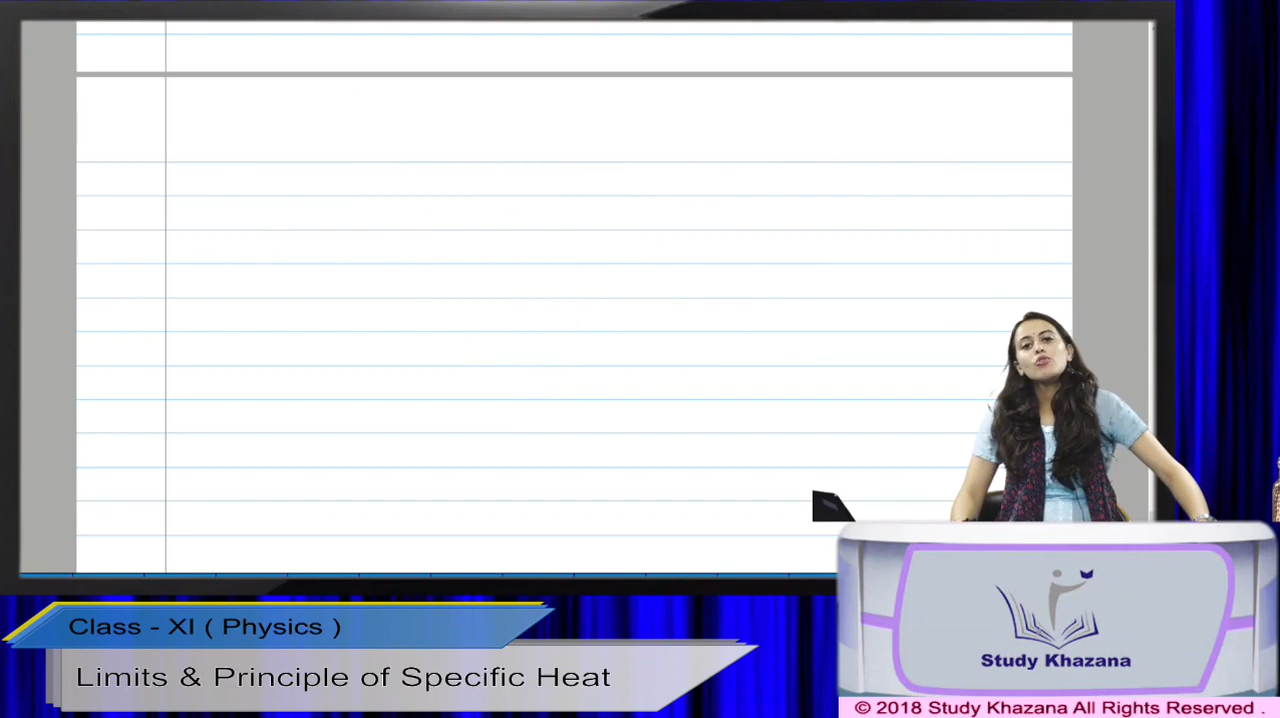 Class - XI ( Physics )
Limits & Principle of Specific Heat
Study Khazana
© 2018 Study Khazana All Rights Reserved .